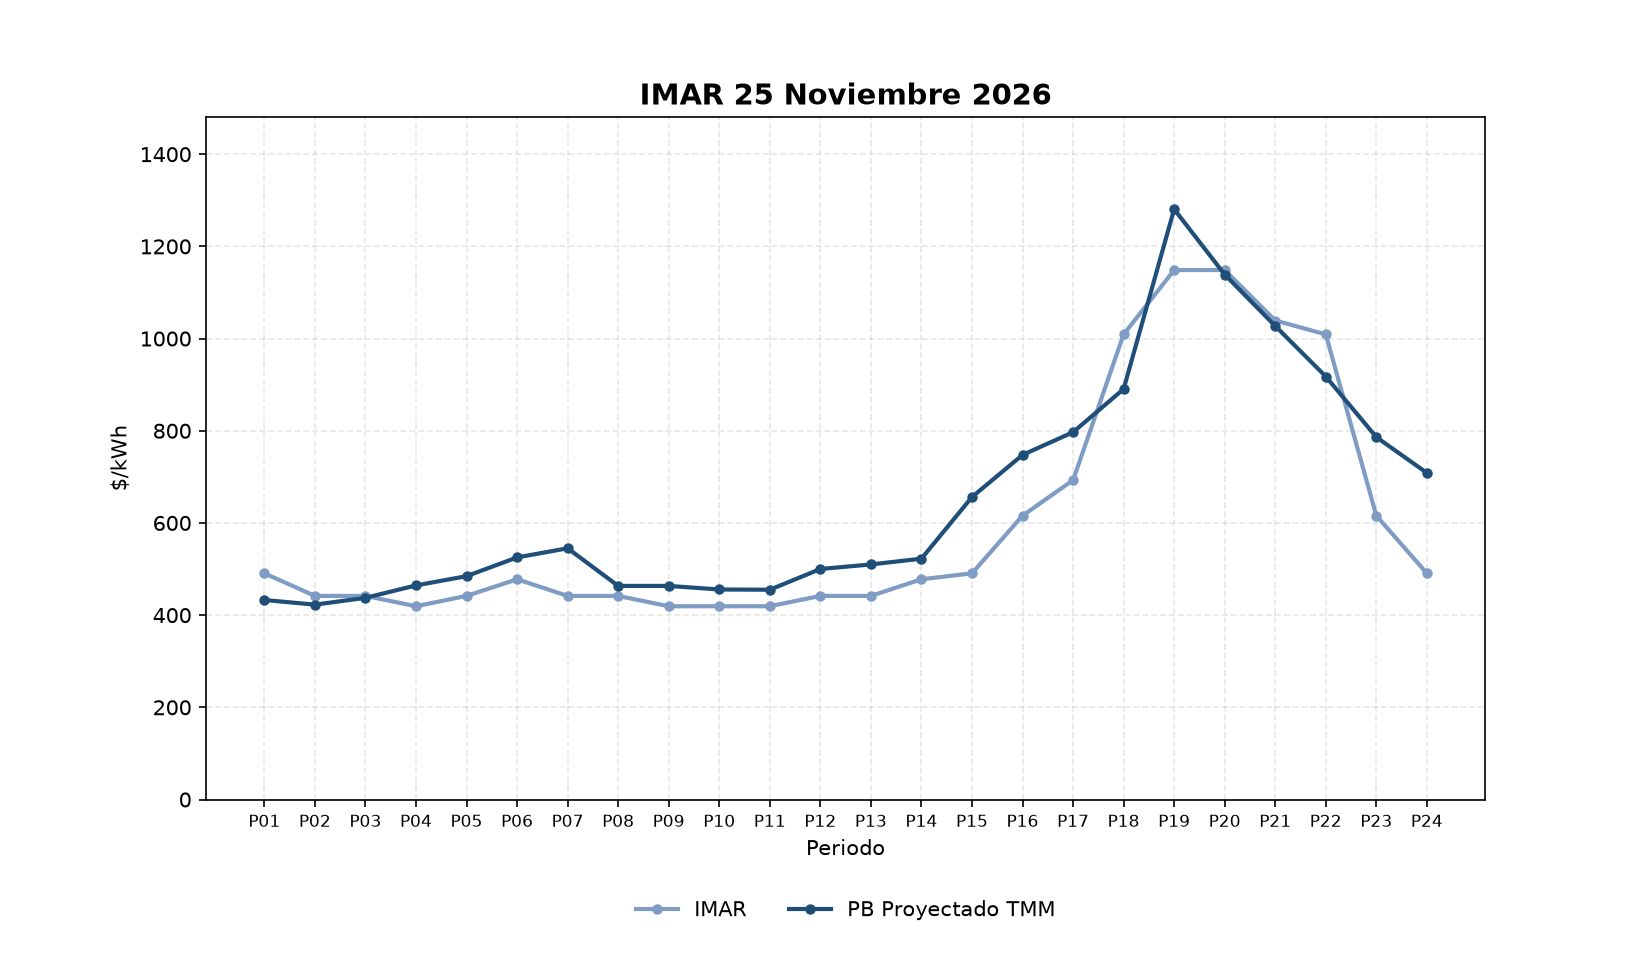 IMAR 25 Noviembre 2026
1400
1200
1000
800
600
400
200
0
$/kWh
P01 P02 P03 P04 P05 P06 P07 P08 P09 P10 P11 P12 P13 P14 P15 P16 P17 P18 P19 P20 P21 P22 P23 P24
Periodo
IMAR PB Proyectado TMM